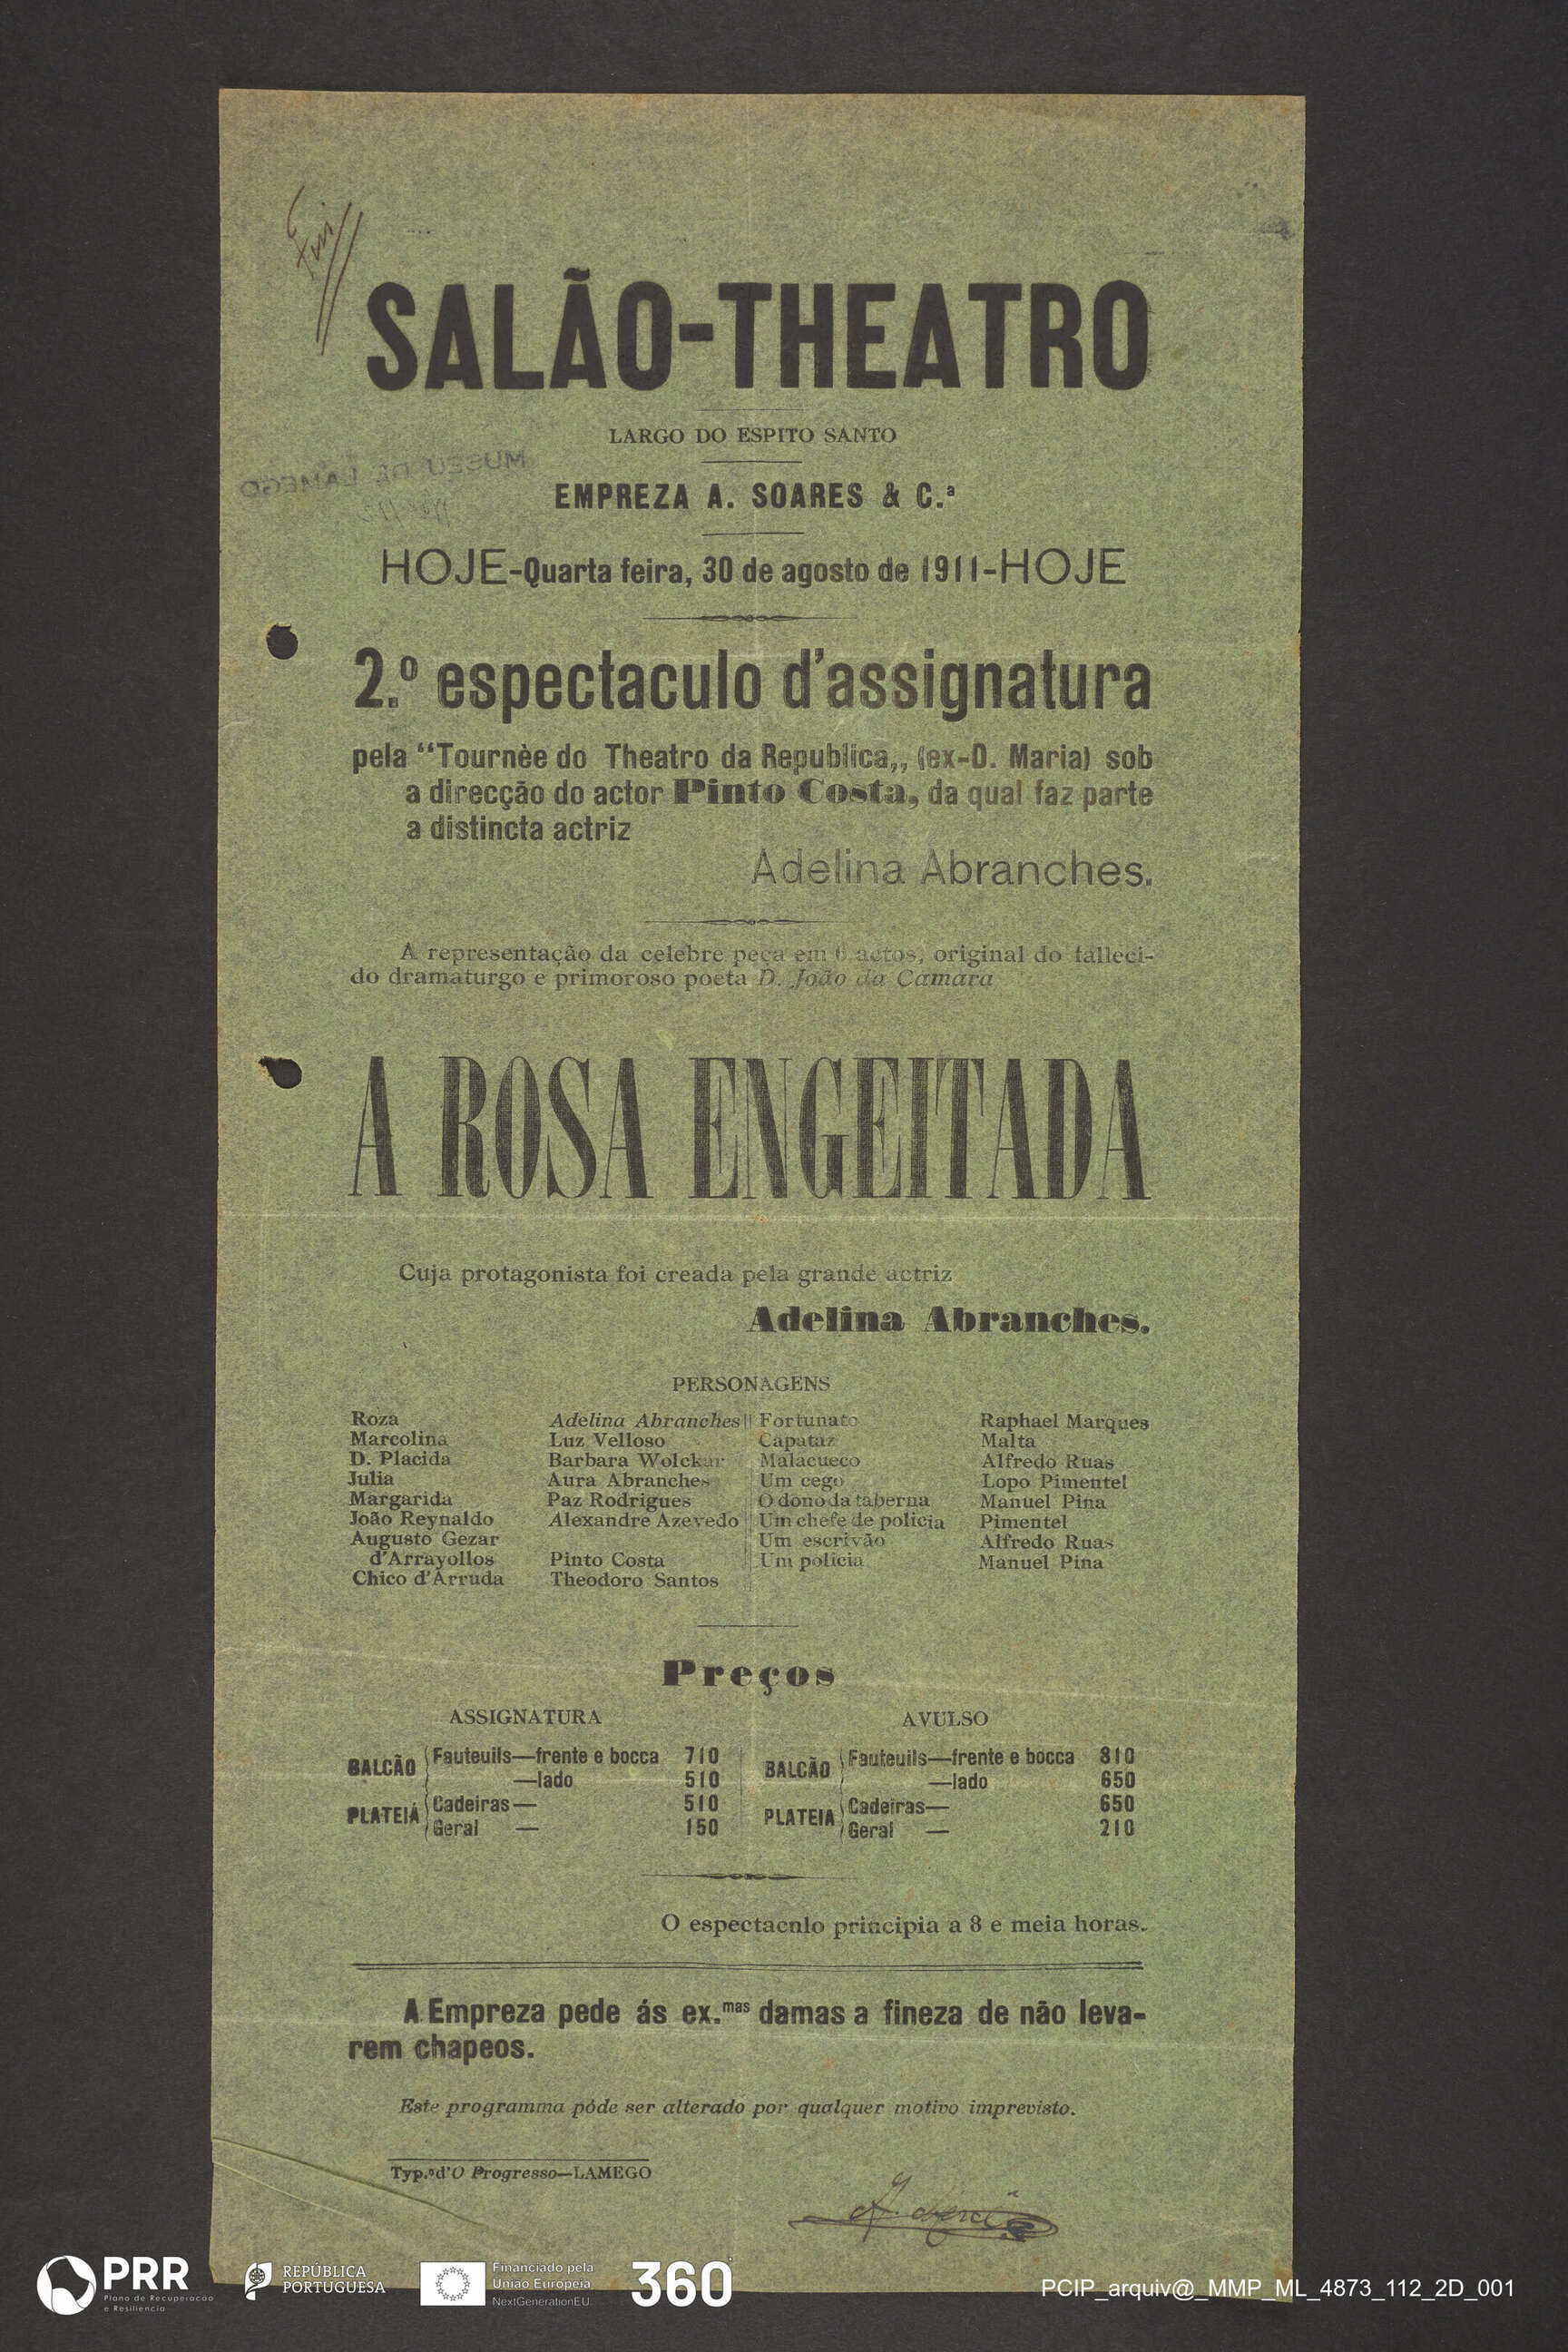 Fui
SALÃO-THEATRO
LARGO DO ESPITO SANTO
MUSEU DE LAMEGO
EMPREZA A. SOARES & C.ª
HOJE-Quarta feira, 30 de agosto de 1911-HOJE
2.º espectaculo d'assignatura
pela “Tournèe do Theatro da Republica,, (ex-D. Maria) sob
a direcção do actor Pinto Costa, da qual faz parte
a distincta actriz
Adelina Abranches.
A representação da celebre peça em 6 actos, original do falleci-
do dramaturgo e primoroso poeta D. João da Camara
A ROSA ENGEITADA
Cuja protagonista foi creada pela grande actriz
Adelina Abranches.
PERSONAGENS
Roza Adelina Abranches Fortunato Raphael Marques
Marcolina Luz Velloso Capataz Malta
D. Placida Barbara Wolckar Malacueco Alfredo Ruas
Julia Aura Abranches Um cego Lopo Pimentel
Margarida Paz Rodrigues O dono da taberna Manuel Pina
João Reynaldo Alexandre Azevedo Um chefe de policia Pimentel
Augusto Gezar Um escrivão Alfredo Ruas
d'Arrayollos Pinto Costa Um policia Manuel Pina
Chico d'Arruda Theodoro Santos
Preços
ASSIGNATURA AVULSO
BALCÃO Fauteuils—frente e bocca 710 BALCÃO Fauteuils—frente e bocca 810
—lado 510 —lado 650
PLATEIA Cadeiras— 510 PLATEIA Cadeiras— 650
Geral — 150 Geral — 210
O espectacnlo principia a 8 e meia horas.
A Empreza pede ás ex.mas damas a fineza de não leva-
rem chapeos.
Este programma póde ser alterado por qualquer motivo imprevisto.
Typ.ª d'O Progresso—LAMEGO
PRR
Plano de Recuperação
e Resiliência
REPÚBLICA
PORTUGUESA
Financiado pela
União Europeia
NextGenerationEU
360
PCIP_arquiv@_MMP_ML_4873_112_2D_001